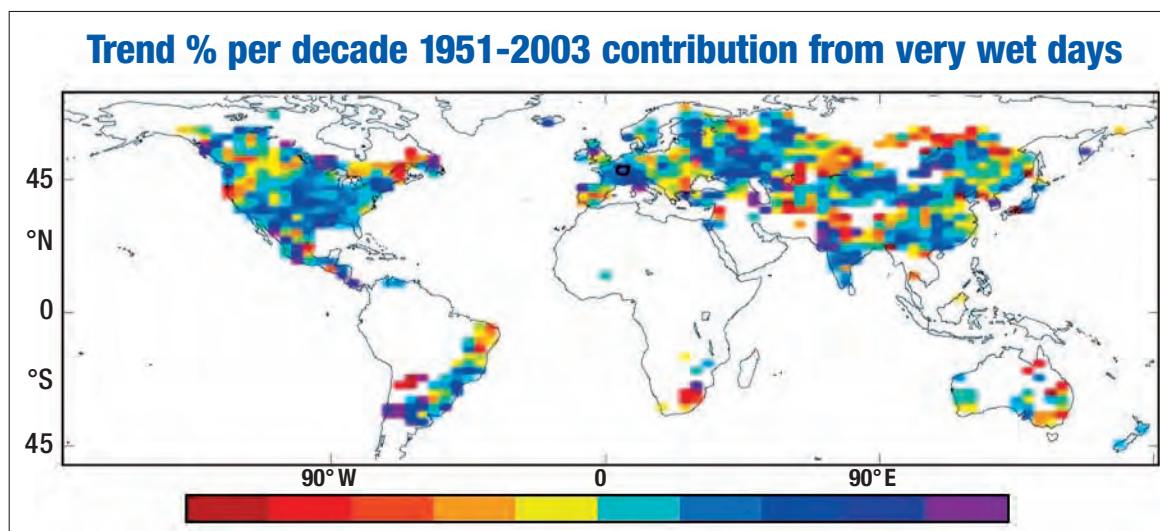 Trend % per decade 1951-2003 contribution from very wet days
45
°N
0
°S
45
90° W
0
90° E